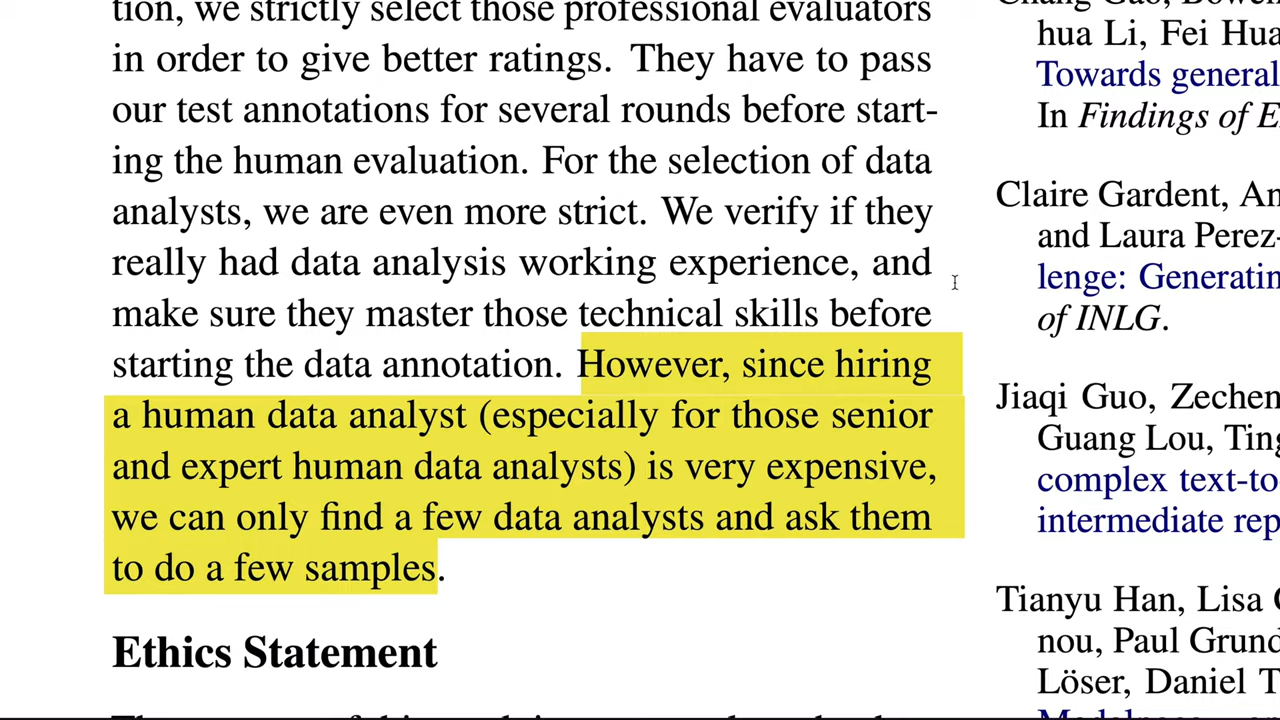 tion, we strictly select those professional evaluators
in order to give better ratings. They have to pass
our test annotations for several rounds before start-
ing the human evaluation. For the selection of data
analysts, we are even more strict. We verify if they
really had data analysis working experience, and
make sure they master those technical skills before
starting the data annotation. However, since hiring
a human data analyst (especially for those senior
and expert human data analysts) is very expensive,
we can only find a few data analysts and ask them
to do a few samples.
Ethics Statement
hua Li, Fei Hua
Towards general
In Findings of E
Claire Gardent, An
and Laura Perez-
lenge: Generatin
of INLG.
Jiaqi Guo, Zechen
Guang Lou, Ting
complex text-to
intermediate rep
Tianyu Han, Lisa
nou, Paul Grund
Löser, Daniel T